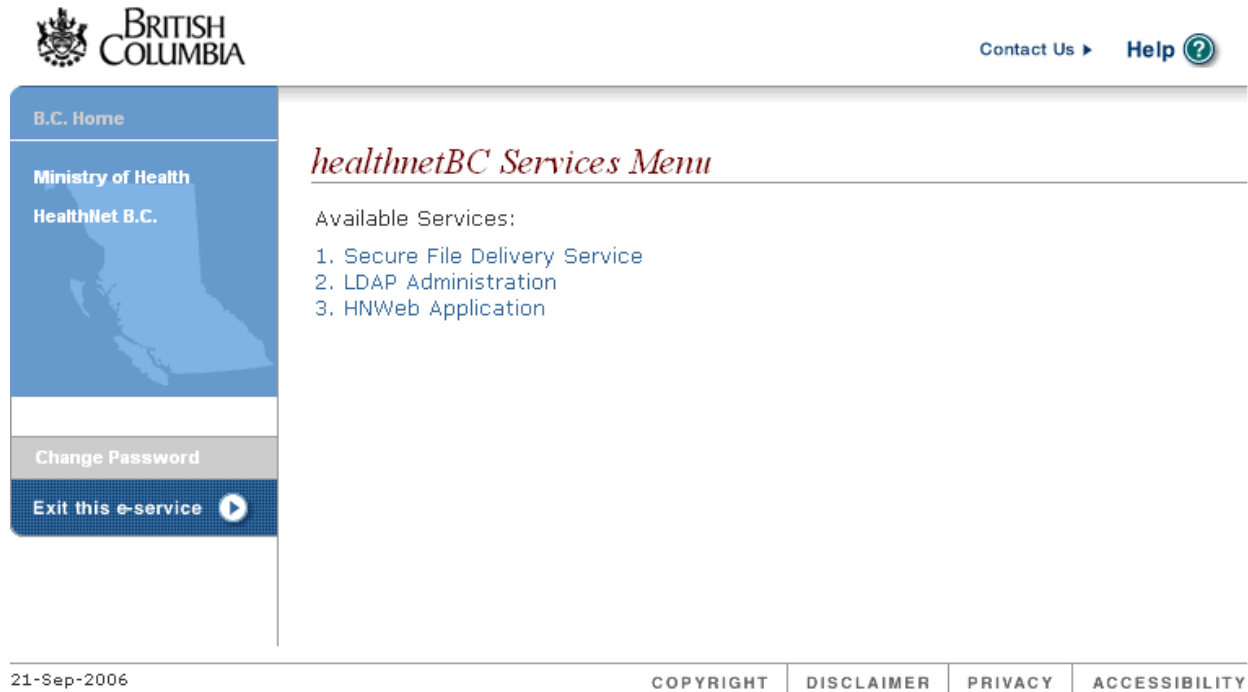 BRITISH
COLUMBIA
Contact Us
Help ?
B.C. Home
Ministry of Health
HealthNet B.C.
healthnetBC Services Menu
Available Services:
1. Secure File Delivery Service
2. LDAP Administration
3. HNWeb Application
Change Password
Exit this e-service
21-Sep-2006 COPYRIGHT DISCLAIMER PRIVACY ACCESSIBILITY